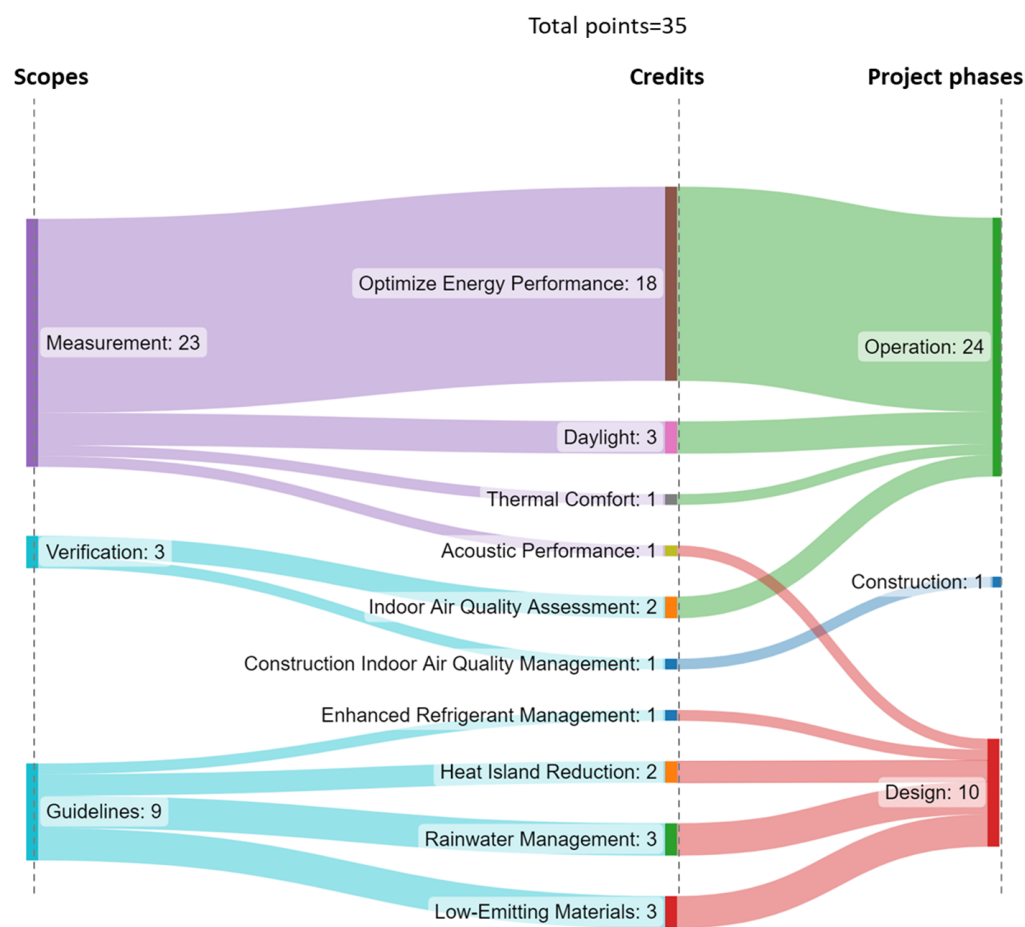 Total points=35
Scopes
Credits
Project phases
Optimize Energy Performance: 18
Measurement: 23
Operation: 24
Daylight: 3
Thermal Comfort: 1
Acoustic Performance: 1
Verification: 3
Construction: 1
Indoor Air Quality Assessment: 2
Construction Indoor Air Quality Management: 1
Enhanced Refrigerant Management: 1
Heat Island Reduction: 2
Design: 10
Guidelines: 9
Rainwater Management: 3
Low-Emitting Materials: 3